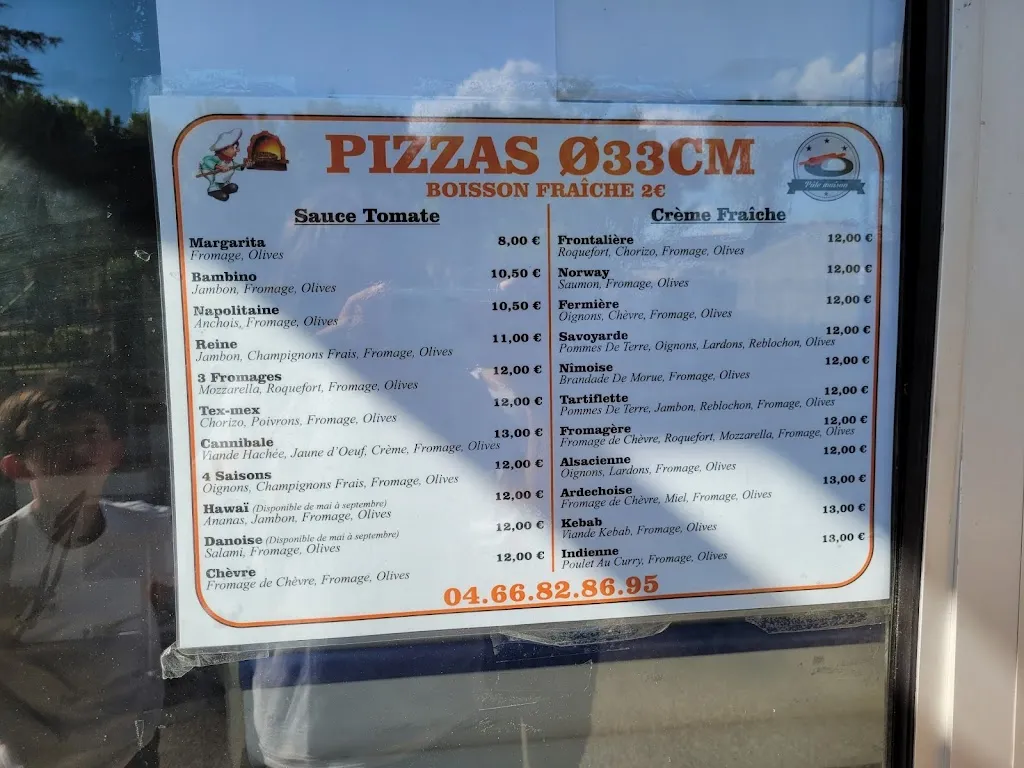 PIZZAS Ø33CM
BOISSON FRAÎCHE 2€
Pâte maison
Sauce Tomate
Margarita 8,00 €
Fromage, Olives
Bambino 10,50 €
Jambon, Fromage, Olives
Napolitaine 10,50 €
Anchois, Fromage, Olives
Reine 11,00 €
Jambon, Champignons Frais, Fromage, Olives
3 Fromages 12,00 €
Mozzarella, Roquefort, Fromage, Olives
Tex-mex 12,00 €
Chorizo, Poivrons, Fromage, Olives
Cannibale 13,00 €
Viande Hachée, Jaune d'Oeuf, Crème, Fromage, Olives
4 Saisons 12,00 €
Oignons, Champignons Frais, Fromage, Olives
Hawaï (Disponible de mai à septembre) 12,00 €
Ananas, Jambon, Fromage, Olives
Danoise (Disponible de mai à septembre) 12,00 €
Salami, Fromage, Olives
Chèvre 12,00 €
Fromage de Chèvre, Fromage, Olives
Crème Fraîche
Frontalière 12,00 €
Roquefort, Chorizo, Fromage, Olives
Norway 12,00 €
Saumon, Fromage, Olives
Fermière 12,00 €
Oignons, Chèvre, Fromage, Olives
Savoyarde 12,00 €
Pommes De Terre, Oignons, Lardons, Reblochon, Olives
Nîmoise 12,00 €
Brandade De Morue, Fromage, Olives
Tartiflette 12,00 €
Pommes De Terre, Jambon, Reblochon, Fromage, Olives
Fromagère 12,00 €
Fromage de Chèvre, Roquefort, Mozzarella, Fromage, Olives
Alsacienne 12,00 €
Oignons, Lardons, Fromage, Olives
Ardechoise 13,00 €
Fromage de Chèvre, Miel, Fromage, Olives
Kebab 13,00 €
Viande Kebab, Fromage, Olives
Indienne 13,00 €
Poulet Au Curry, Fromage, Olives
04.66.82.86.95